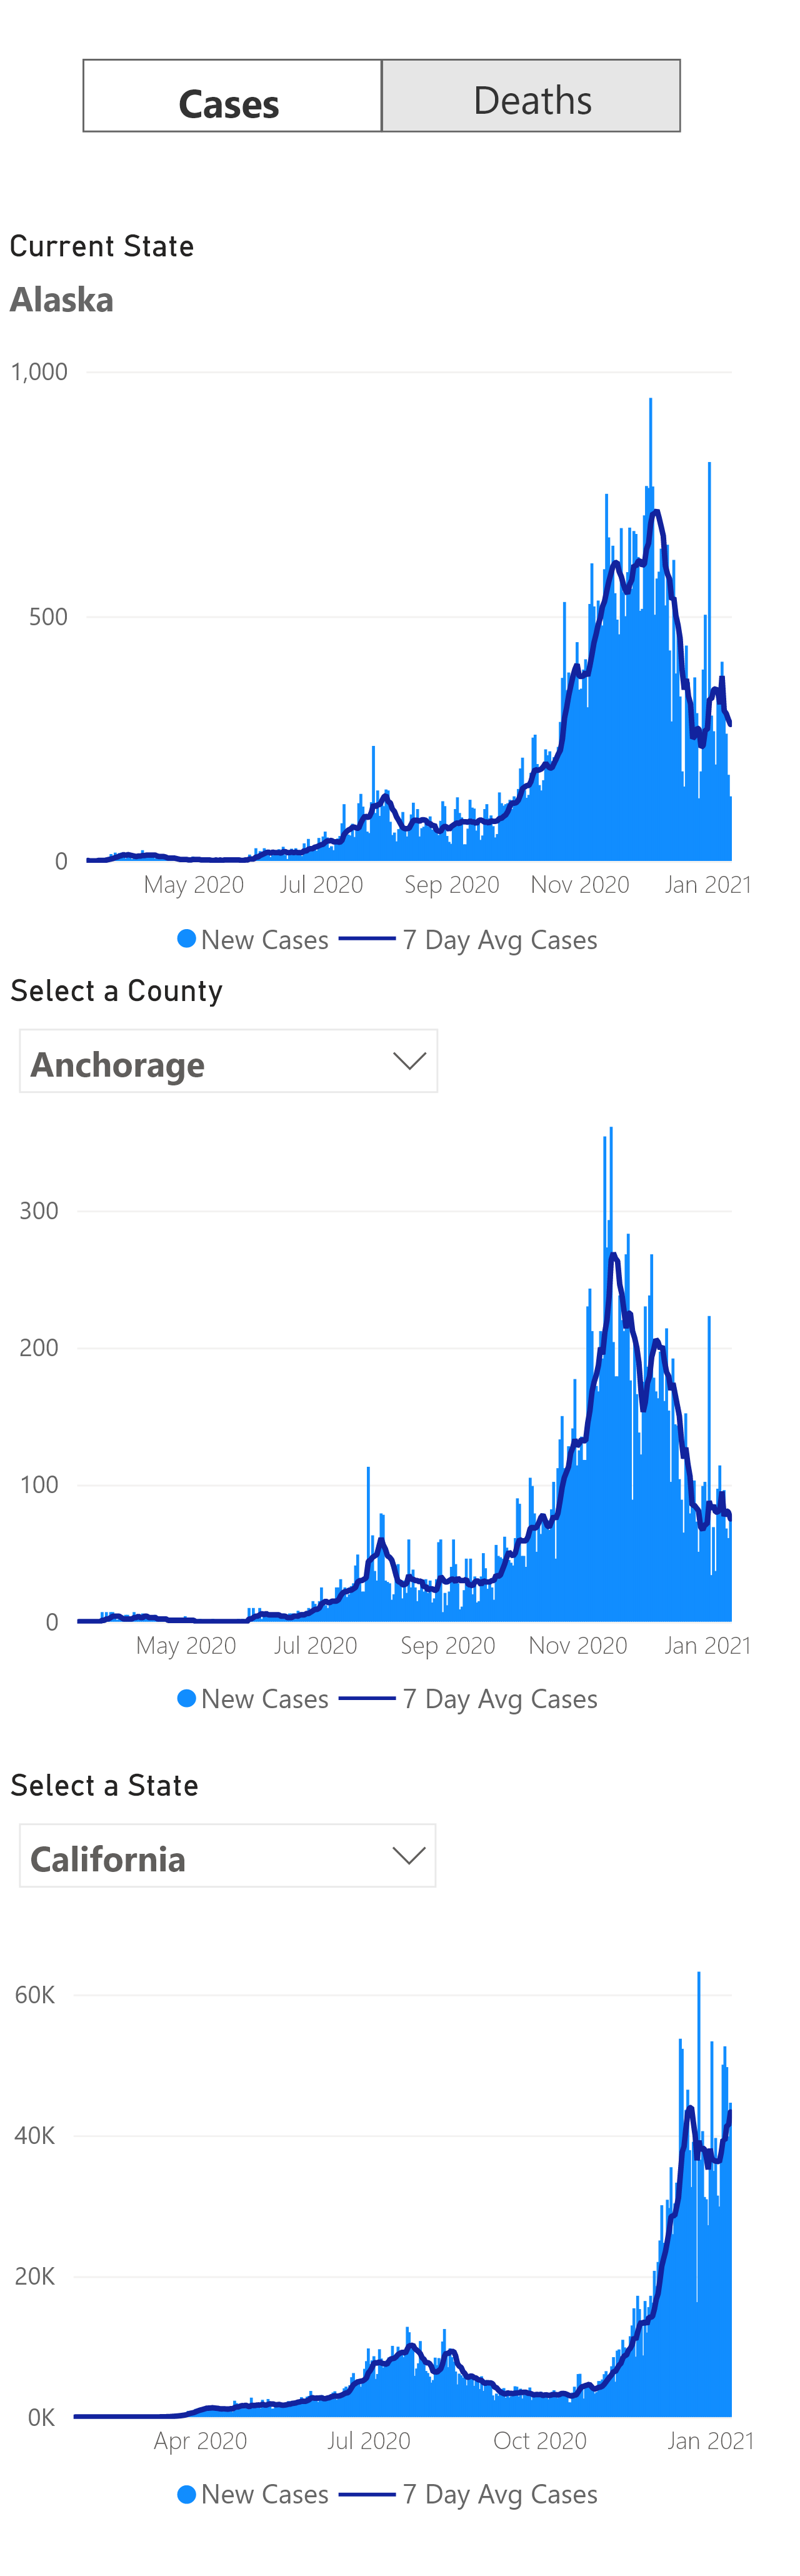 Cases Deaths
Current State
Alaska
1,000
500
0
May 2020 Jul 2020 Sep 2020 Nov 2020 Jan 2021
New Cases 7 Day Avg Cases
Select a County
Anchorage
300
200
100
0
May 2020 Jul 2020 Sep 2020 Nov 2020 Jan 2021
New Cases 7 Day Avg Cases
Select a State
California
60K
40K
20K
0K
Apr 2020 Jul 2020 Oct 2020 Jan 2021
New Cases 7 Day Avg Cases